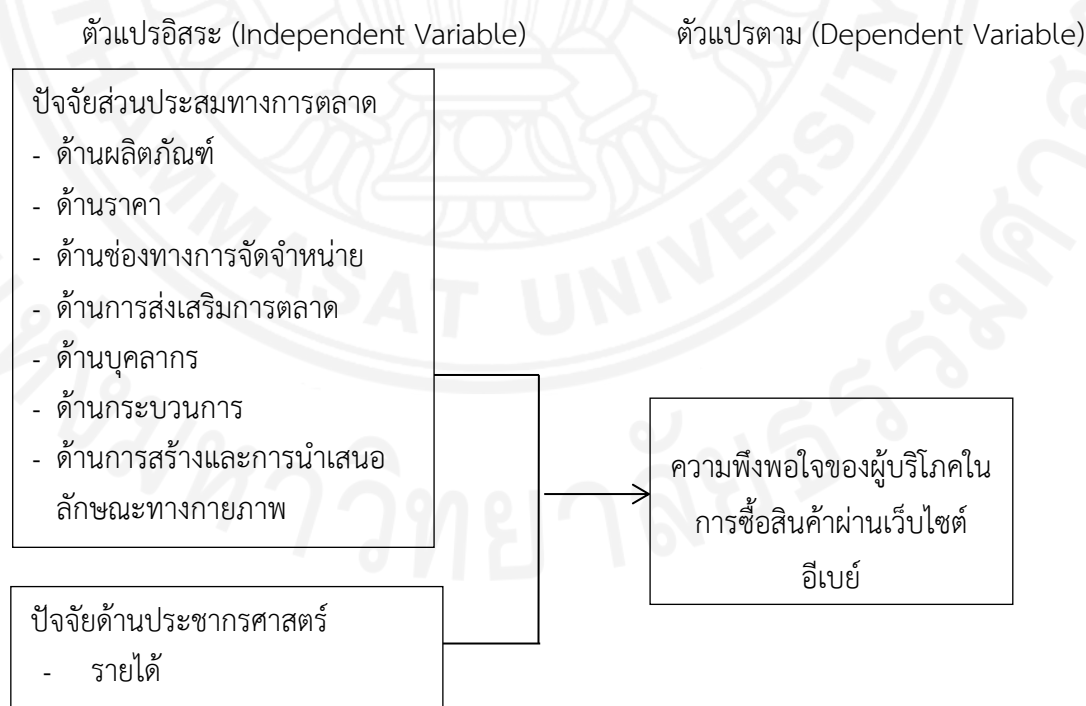 ตัวแปรอิสระ (Independent Variable)
ตัวแปรตาม (Dependent Variable)
ปัจจัยส่วนประสมทางการตลาด
- ด้านผลิตภัณฑ์
- ด้านราคา
- ด้านช่องทางการจัดจำหน่าย
- ด้านการส่งเสริมการตลาด
- ด้านบุคลากร
- ด้านกระบวนการ
- ด้านการสร้างและการนำเสนอ
ลักษณะทางกายภาพ
ปัจจัยด้านประชากรศาสตร์
- รายได้
ความพึงพอใจของผู้บริโภคใน
การซื้อสินค้าผ่านเว็บไซต์
อีเบย์
MMASAT UNIVERSITY